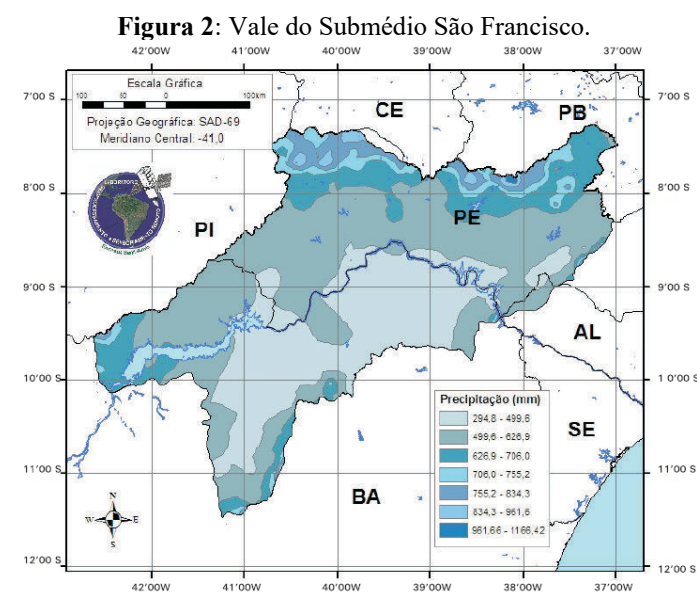 Figura 2: Vale do Submédio São Francisco.
42°00' 41°00' 40°00' 39°00' 38°00' 37°00'
Escala Gráfica
100 50 0 100km
Projeção Geográfica: SAD-69
Meridiano Central: -41,0
7°00' S 7°00' S
CE
PB
8°00' S 8°00' S
PI
PE
9°00' S 9°00' S
AL
10°00' S 10°00' S
Precipitação (mm)
294,8 - 499,6
499,6 - 626,9
626,9 - 706,0
706,0 - 755,2
755,2 - 834,3
834,3 - 961,6
961,66 - 1166,42
SE
11°00' S 11°00' S
BA
N
W E
S
12°00' S 12°00' S
42°00' 41°00' 40°00' 39°00' 38°00' 37°00'